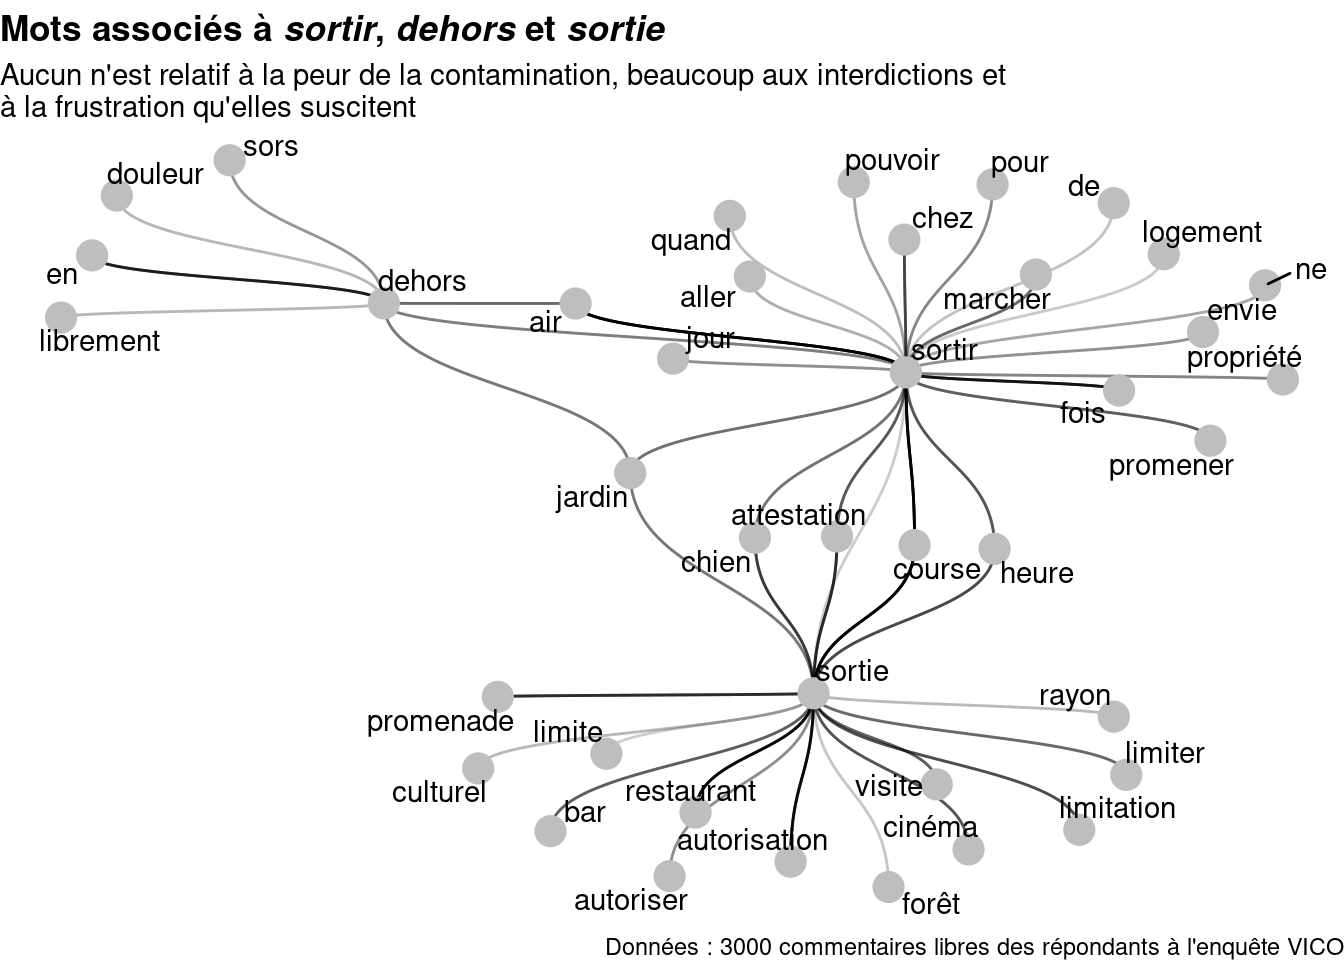 Mots associés à sortir, dehors et sortie
Aucun n'est relatif à la peur de la contamination, beaucoup aux interdictions et
à la frustration qu'elles suscitent
sors
douleur
en
librement
dehors
air
pouvoir
pour
de
chez
quand
logement
aller
marcher
ne
envie
jour
sortir
propriété
fois
promener
jardin
attestation
chien
course
heure
sortie
promenade
limite
rayon
culturel
limiter
restaurant
visite
bar
limitation
autorisation
cinéma
autoriser
forêt
Données : 3000 commentaires libres des répondants à l'enquête VICO